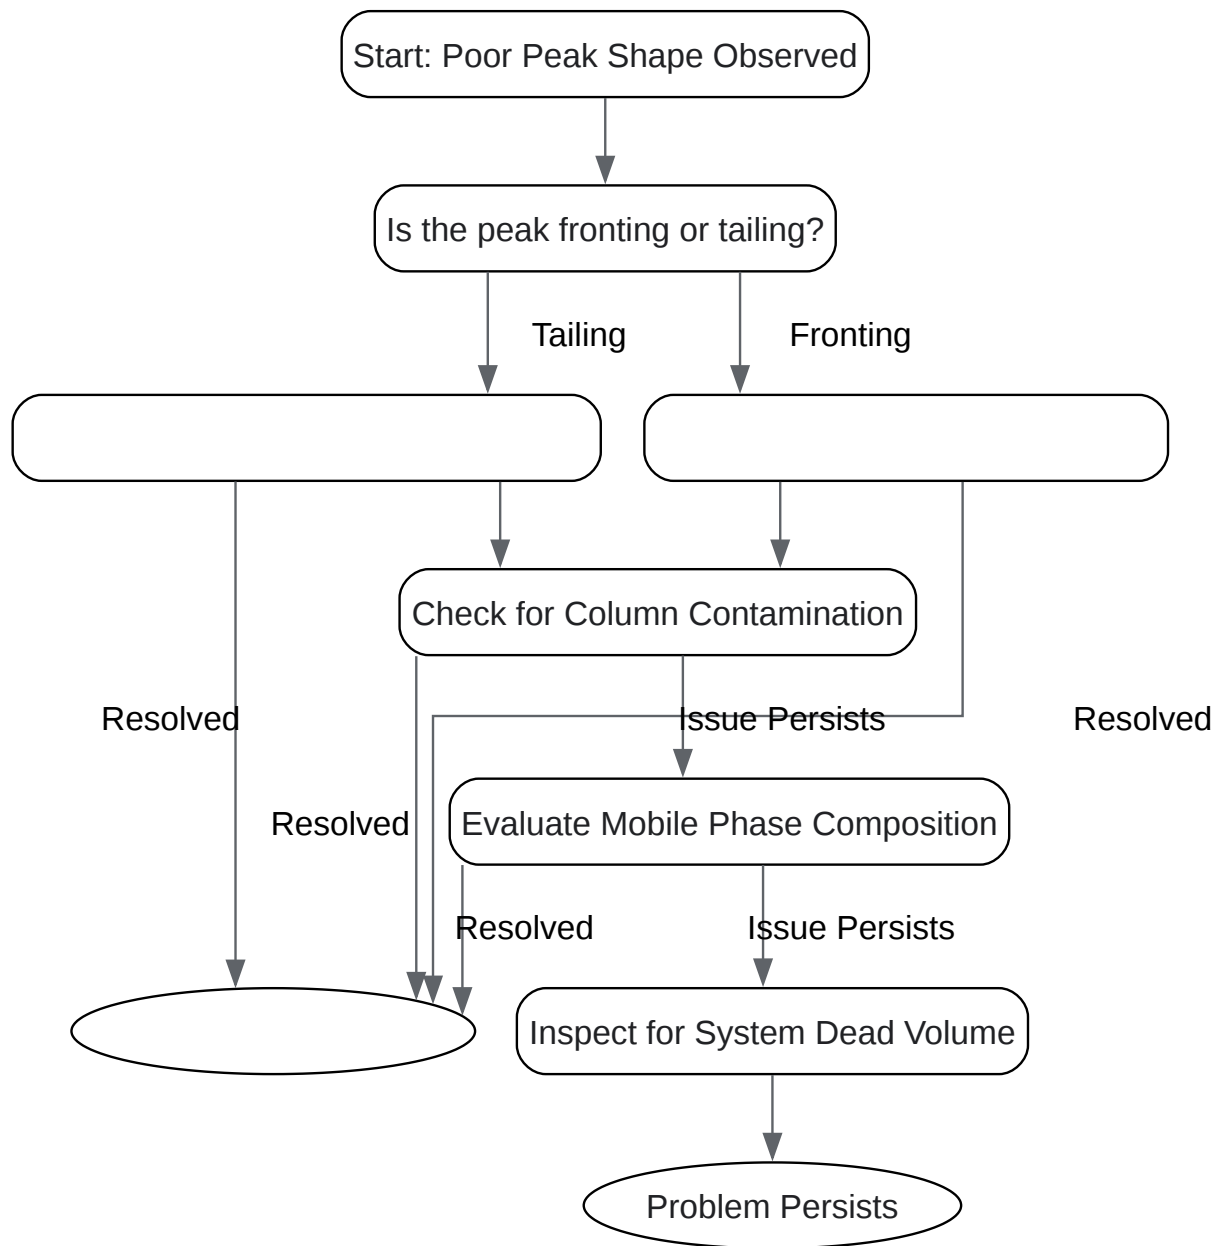 Start: Poor Peak Shape Observed
Is the peak fronting or tailing?
Tailing
Fronting
Check for Column Contamination
Resolved
Issue Persists
Resolved
Resolved
Evaluate Mobile Phase Composition
Resolved
Issue Persists
Inspect for System Dead Volume
Problem Persists